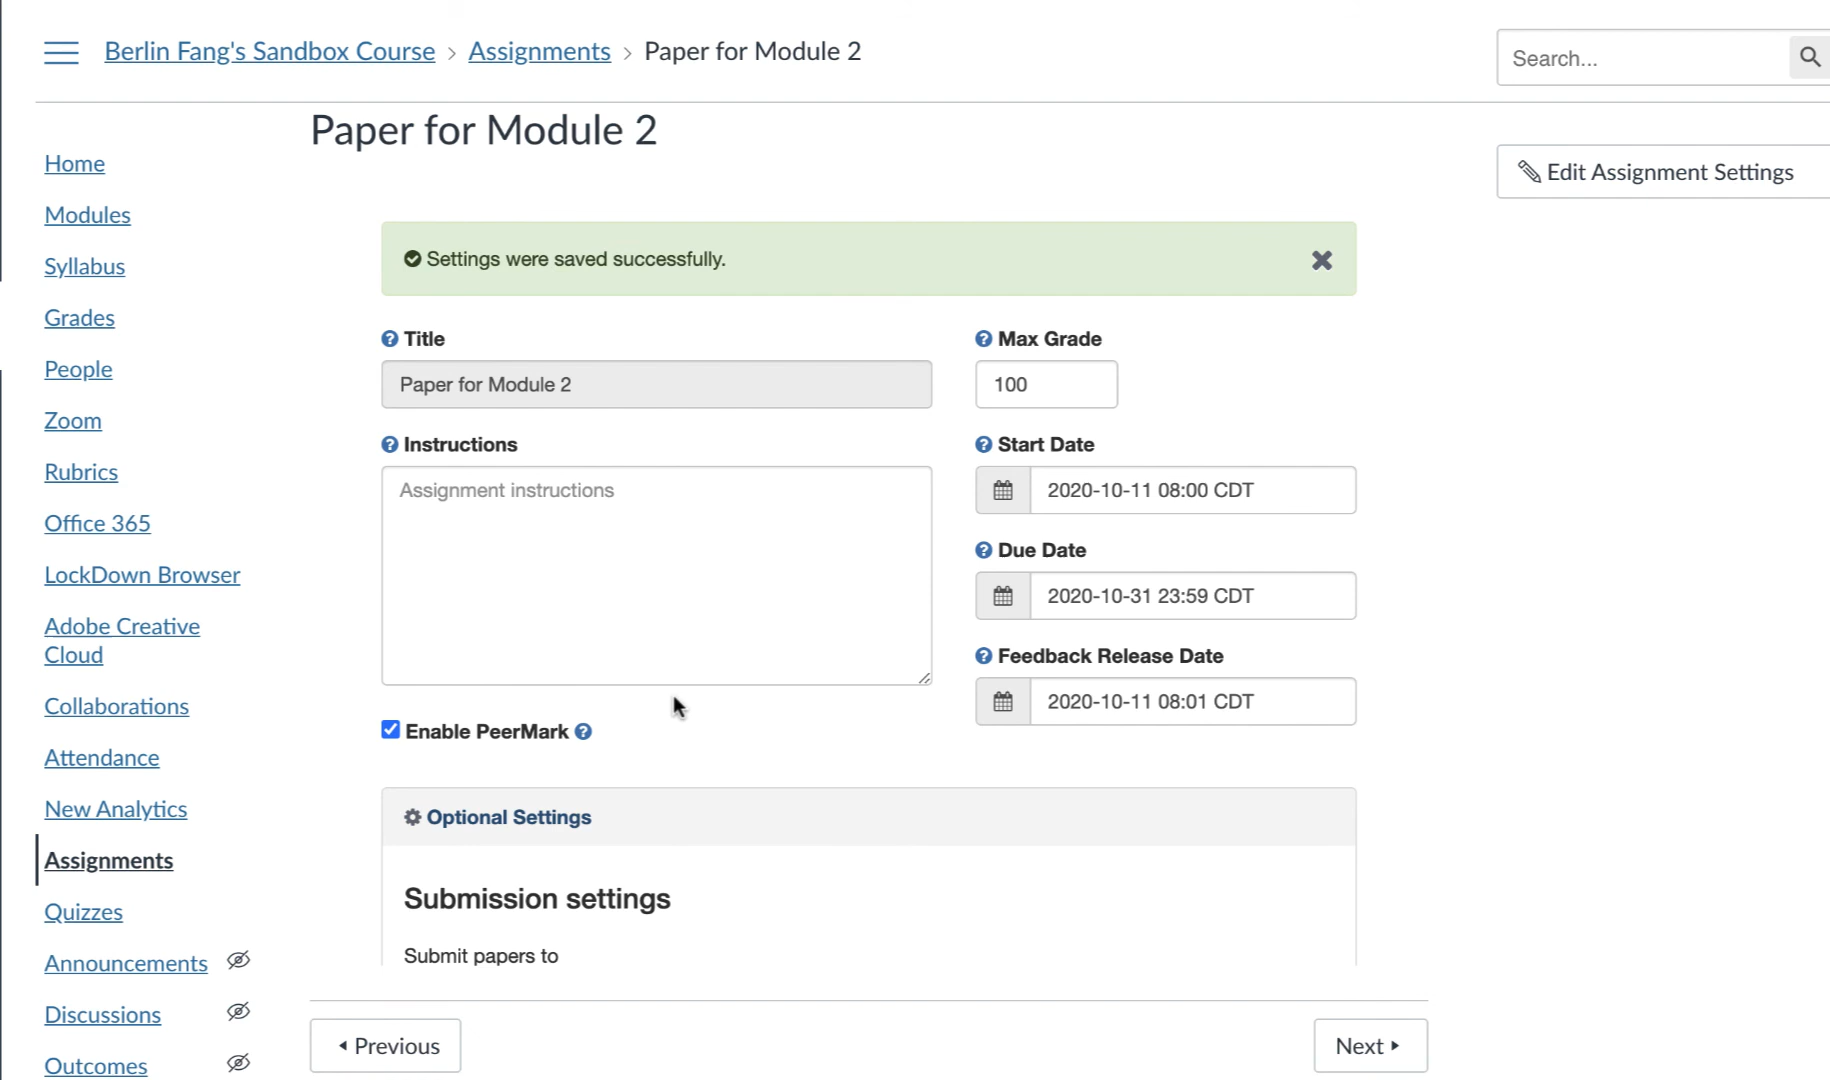 Berlin Fang's Sandbox Course › Assignments › Paper for Module 2
Search...
Paper for Module 2
Edit Assignment Settings
Home
Modules
Syllabus
Grades
People
Zoom
Rubrics
Office 365
LockDown Browser
Adobe Creative
Cloud
Collaborations
Attendance
New Analytics
Assignments
Quizzes
Announcements
Discussions
Outcomes
Settings were saved successfully.
Title
Paper for Module 2
Instructions
Assignment instructions
Enable PeerMark
Max Grade
100
Start Date
2020-10-11 08:00 CDT
Due Date
2020-10-31 23:59 CDT
Feedback Release Date
2020-10-11 08:01 CDT
Optional Settings
Submission settings
Submit papers to
Previous
Next